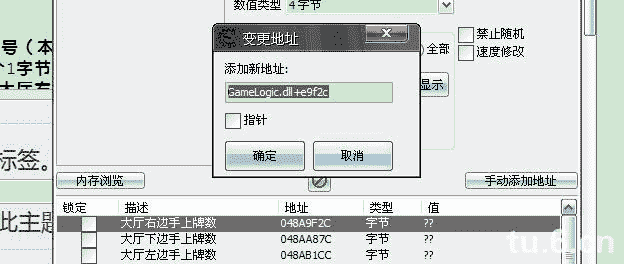 数值类型 4 字节
号（本
个1字节
大厅右
标签。
此主题
变更地址
添加新地址:
GameLogic.dll+e9f2c
指针
确定 取消
全部
显示
禁止随机
速度修改
内存浏览 手动添加地址
锁定 描述 地址 类型 值
大厅右边手上牌数 048A9F2C 字节 ??
大厅下边手上牌数 048AA87C 字节 ??
大厅左边手上牌数 048AB1CC 字节 ??
tu.6.cn